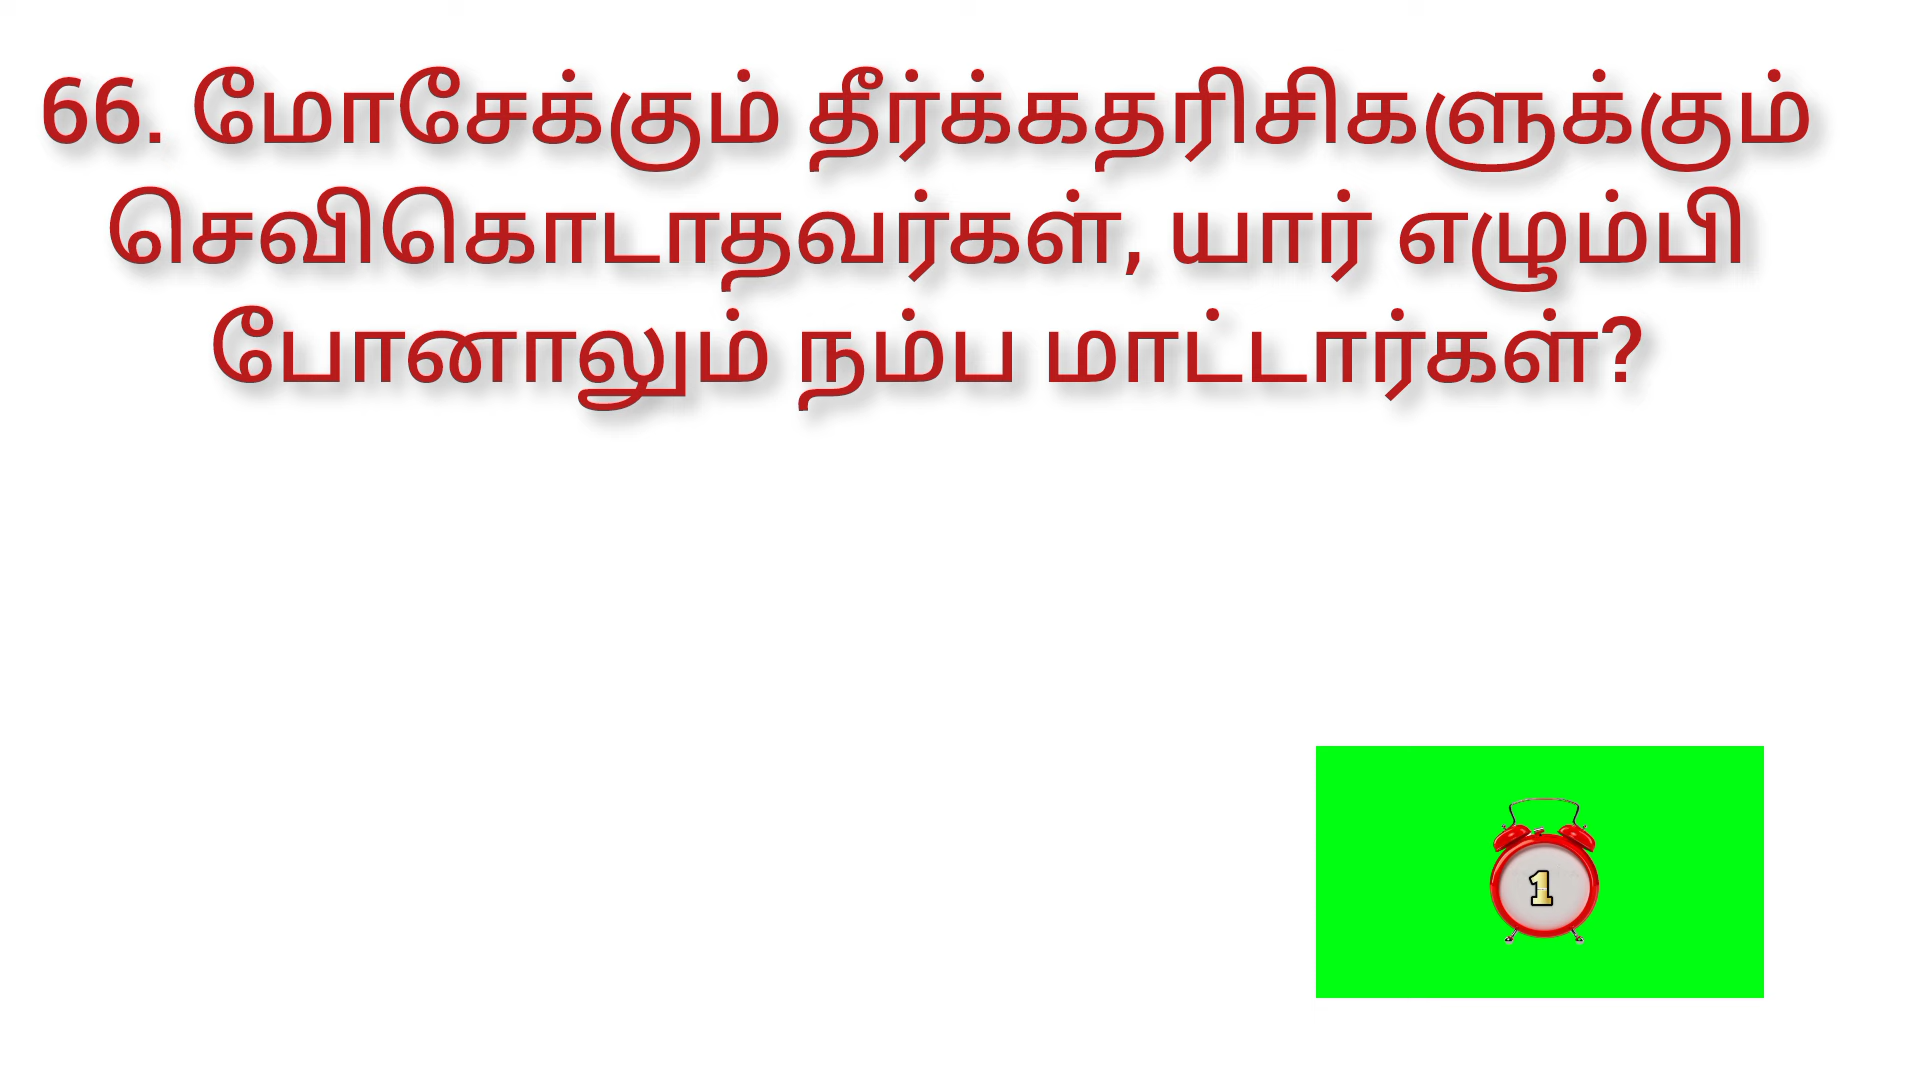 66. மோசேக்கும் தீர்க்கதரிசிகளுக்கும்
செவிகொடாதவர்கள், யார் எழும்பி
போனாலும் நம்ப மாட்டார்கள்?
1